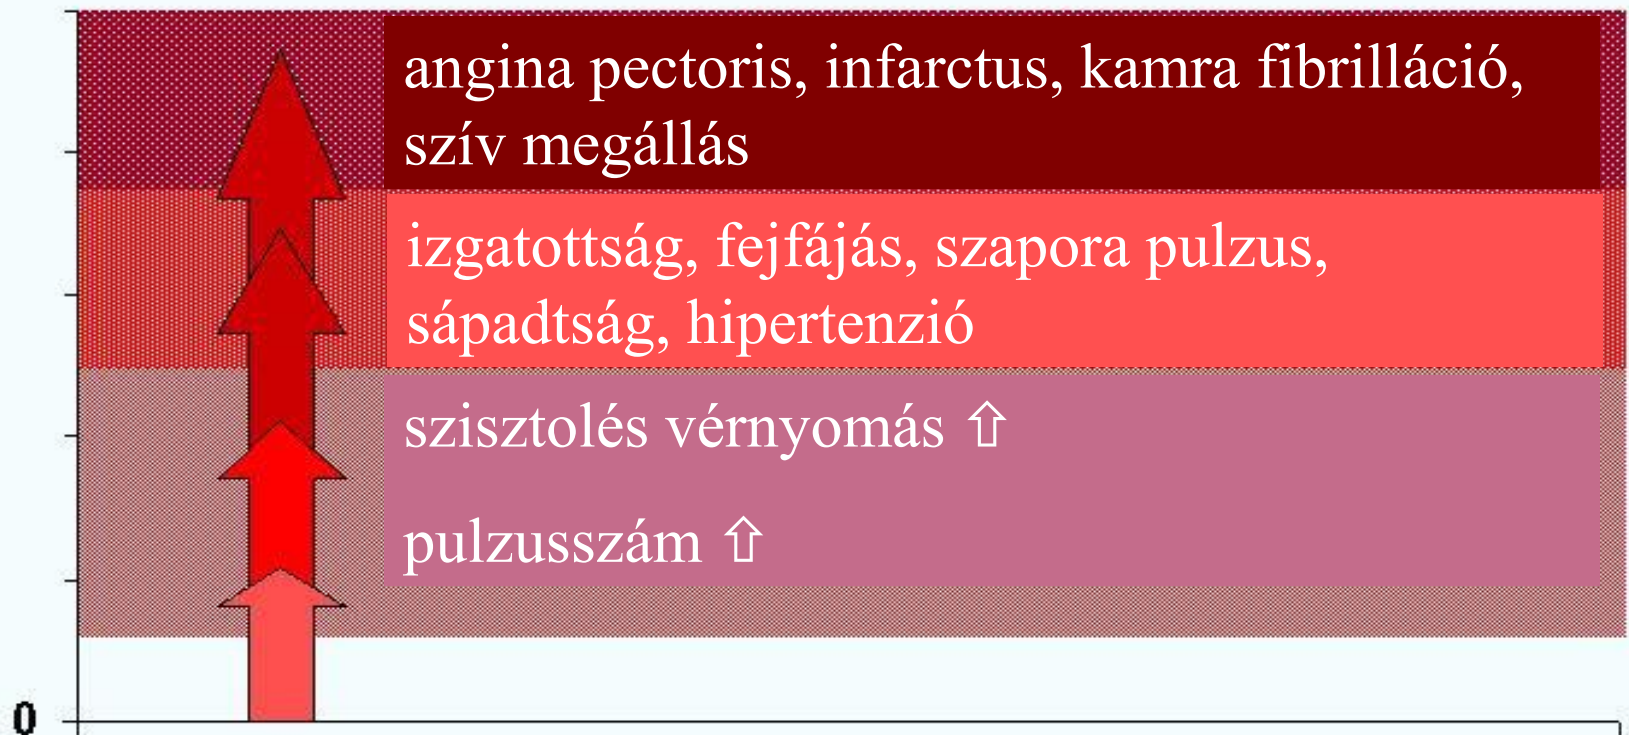 angina pectoris, infarctus, kamra fibrilláció,
szív megállás
izgatottság, fejfájás, szapora pulzus,
sápadtság, hipertenzió
szisztolés vérnyomás ⇧
pulzusszám ⇧
0